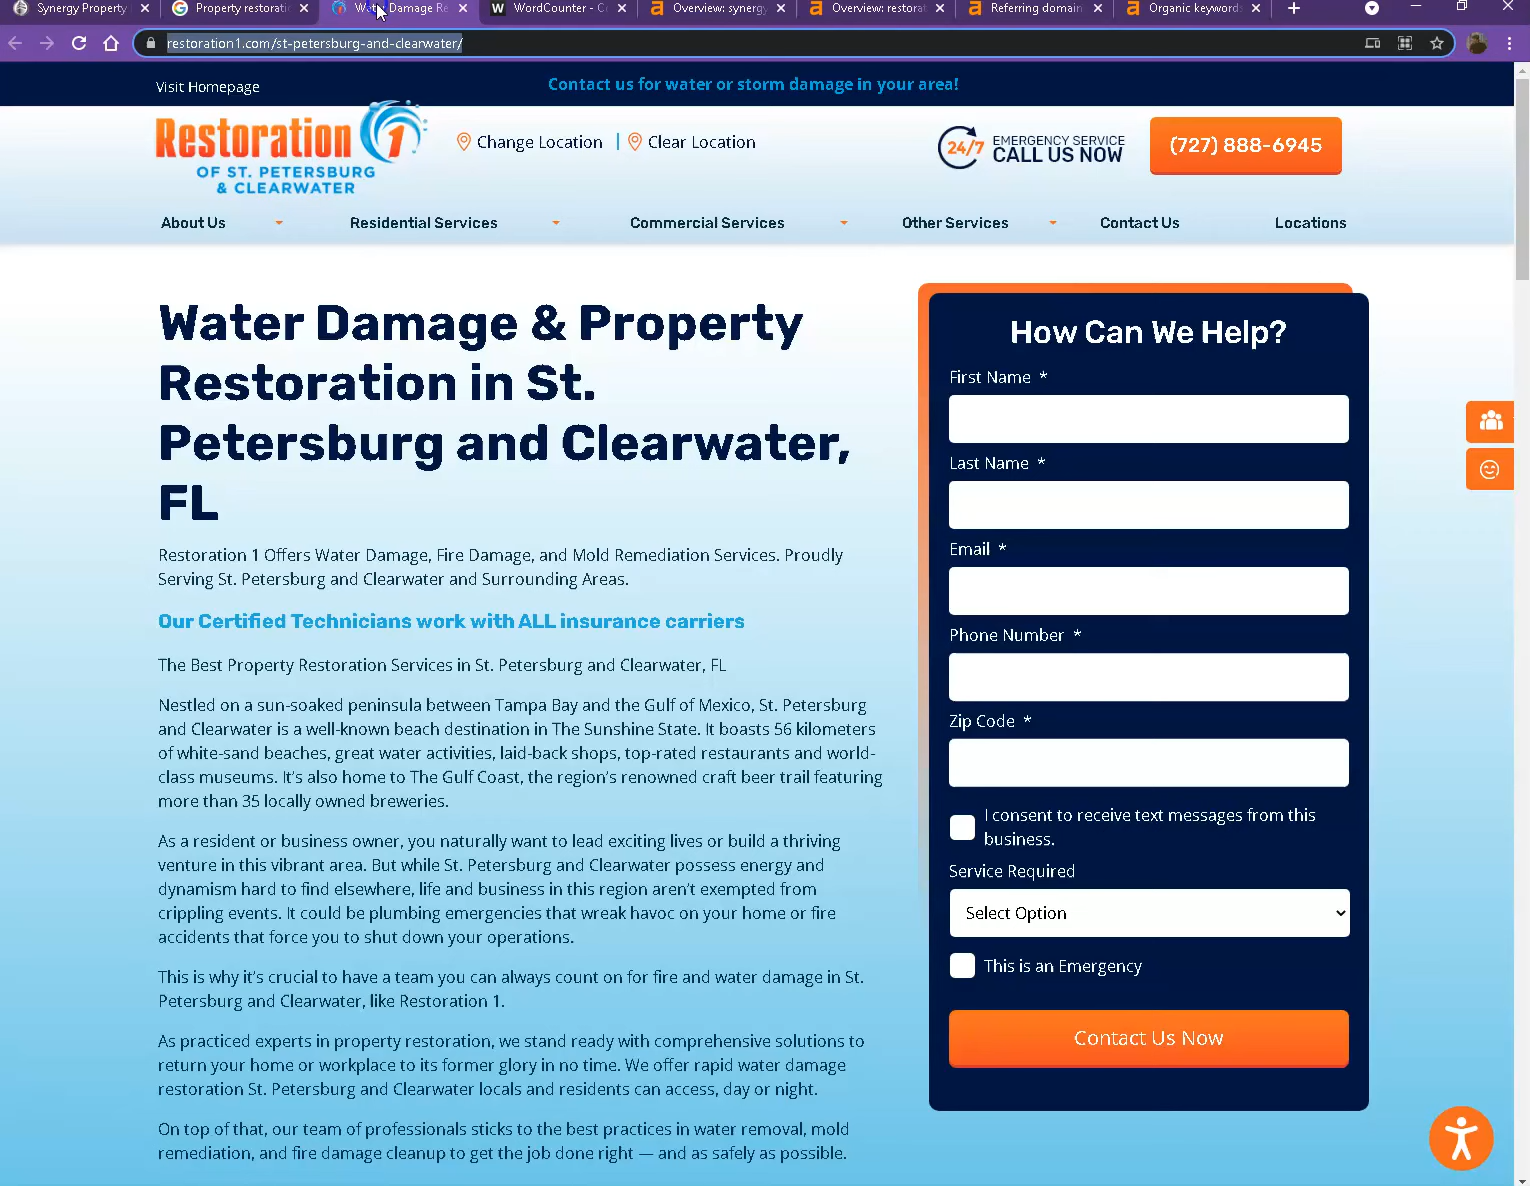 Synergy Property
Property restorati
Water Damage Re
WordCounter - C
Overview: synergy
Overview: restorat
Referring domain
Organic keywords
restoration1.com/st-petersburg-and-clearwater/
Visit Homepage
Contact us for water or storm damage in your area!
Restoration 1
OF ST. PETERSBURG
& CLEARWATER
Change Location | Clear Location
24/7
EMERGENCY SERVICE
CALL US NOW
(727) 888-6945
About Us
Residential Services
Commercial Services
Other Services
Contact Us
Locations
Water Damage & Property
Restoration in St.
Petersburg and Clearwater,
FL
Restoration 1 Offers Water Damage, Fire Damage, and Mold Remediation Services. Proudly
Serving St. Petersburg and Clearwater and Surrounding Areas.
Our Certified Technicians work with ALL insurance carriers
The Best Property Restoration Services in St. Petersburg and Clearwater, FL
Nestled on a sun-soaked peninsula between Tampa Bay and the Gulf of Mexico, St. Petersburg
and Clearwater is a well-known beach destination in The Sunshine State. It boasts 56 kilometers
of white-sand beaches, great water activities, laid-back shops, top-rated restaurants and world-
class museums. It's also home to The Gulf Coast, the region's renowned craft beer trail featuring
more than 35 locally owned breweries.
As a resident or business owner, you naturally want to lead exciting lives or build a thriving
venture in this vibrant area. But while St. Petersburg and Clearwater possess energy and
dynamism hard to find elsewhere, life and business in this region aren't exempted from
crippling events. It could be plumbing emergencies that wreak havoc on your home or fire
accidents that force you to shut down your operations.
This is why it's crucial to have a team you can always count on for fire and water damage in St.
Petersburg and Clearwater, like Restoration 1.
As practiced experts in property restoration, we stand ready with comprehensive solutions to
return your home or workplace to its former glory in no time. We offer rapid water damage
restoration St. Petersburg and Clearwater locals and residents can access, day or night.
On top of that, our team of professionals sticks to the best practices in water removal, mold
remediation, and fire damage cleanup to get the job done right — and as safely as possible.
How Can We Help?
First Name *
Last Name *
Email *
Phone Number *
Zip Code *
I consent to receive text messages from this
business.
Service Required
Select Option
This is an Emergency
Contact Us Now